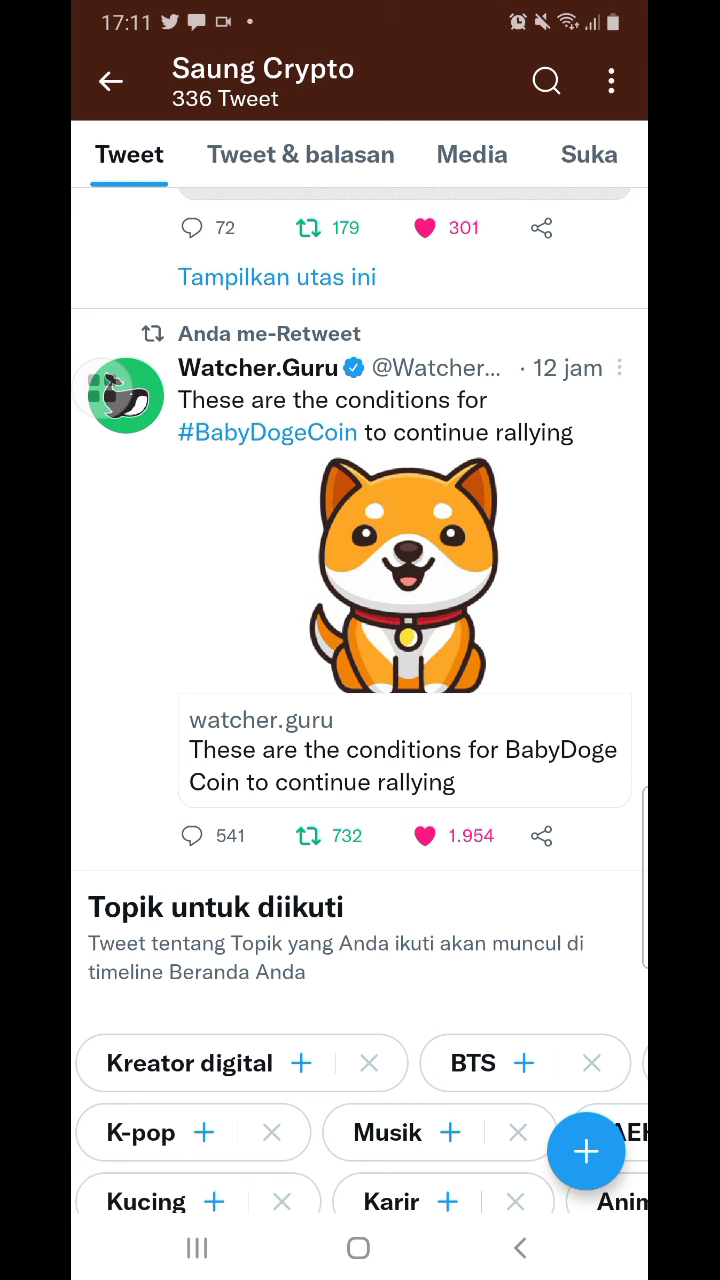 17:11
Saung Crypto
336 Tweet
Tweet Tweet & balasan Media Suka
72 179 301
Tampilkan utas ini
Anda me-Retweet
Watcher.Guru @Watcher... · 12 jam
These are the conditions for
#BabyDogeCoin to continue rallying
watcher.guru
These are the conditions for BabyDoge
Coin to continue rallying
541 732 1.954
Topik untuk diikuti
Tweet tentang Topik yang Anda ikuti akan muncul di
timeline Beranda Anda
Kreator digital BTS
K-pop Musik
Kucing Karir